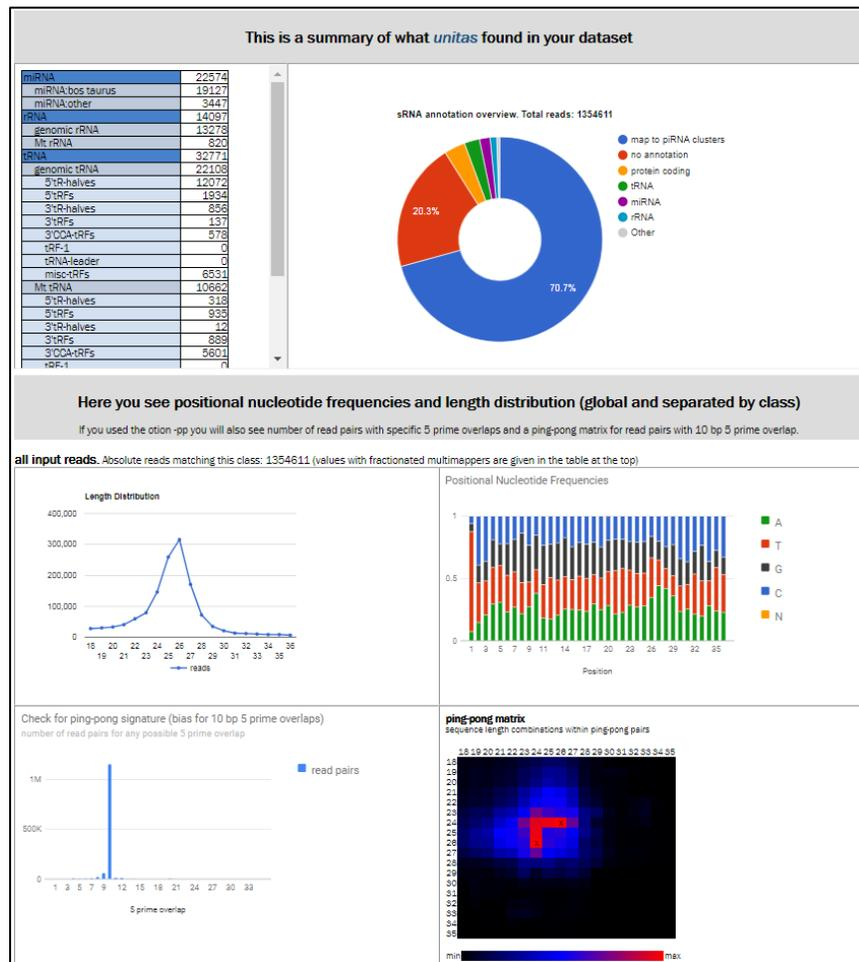 This is a summary of what unitas found in your dataset
miRNA 22574
miRNA:bos taurus 19127
miRNA:other 3447
rRNA 14097
genomic rRNA 13278
Mt rRNA 820
tRNA 32771
genomic tRNA 22108
5'tR-halves 12072
5'tRFs 1934
3'tR-halves 856
3'tRFs 137
3'CCA-tRFs 578
tRF-1 0
tRNA-leader 0
misc-tRFs 6531
Mt tRNA 10662
5'tR-halves 318
5'tRFs 935
3'tR-halves 12
3'tRFs 889
3'CCA-tRFs 5601
tRF-1 0
sRNA annotation overview. Total reads: 1354611
map to piRNA clusters
no annotation
protein coding
tRNA
miRNA
rRNA
Other
20.3%
70.7%
Here you see positional nucleotide frequencies and length distribution (global and separated by class)
If you used the otion -pp you will also see number of read pairs with specific 5 prime overlaps and a ping-pong matrix for read pairs with 10 bp 5 prime overlap.
all input reads. Absolute reads matching this class: 1354611 (values with fractionated multimappers are given in the table at the top)
Length Distribution
400,000
300,000
200,000
100,000
0
18 20 22 24 26 28 30 32 34 36
19 21 23 25 27 29 31 33 35
reads
Positional Nucleotide Frequencies
1
0.5
0
1 3 5 7 9 11 14 17 20 23 26 29 32 35
Position
A
T
G
C
N
Check for ping-pong signature (bias for 10 bp 5 prime overlaps)
number of read pairs for any possible 5 prime overlap
1M
500K
0
1 3 4 5 7 9 12 15 18 21 24 27 30 33
5 prime overlap
read pairs
ping-pong matrix
sequence length combinations within ping-pong pairs
18 19 20 21 22 23 24 25 26 27 28 29 30 31 32 33 34 35
18
19
20
21
22
23
24
25
26
27
28
29
30
31
32
33
34
35
min max